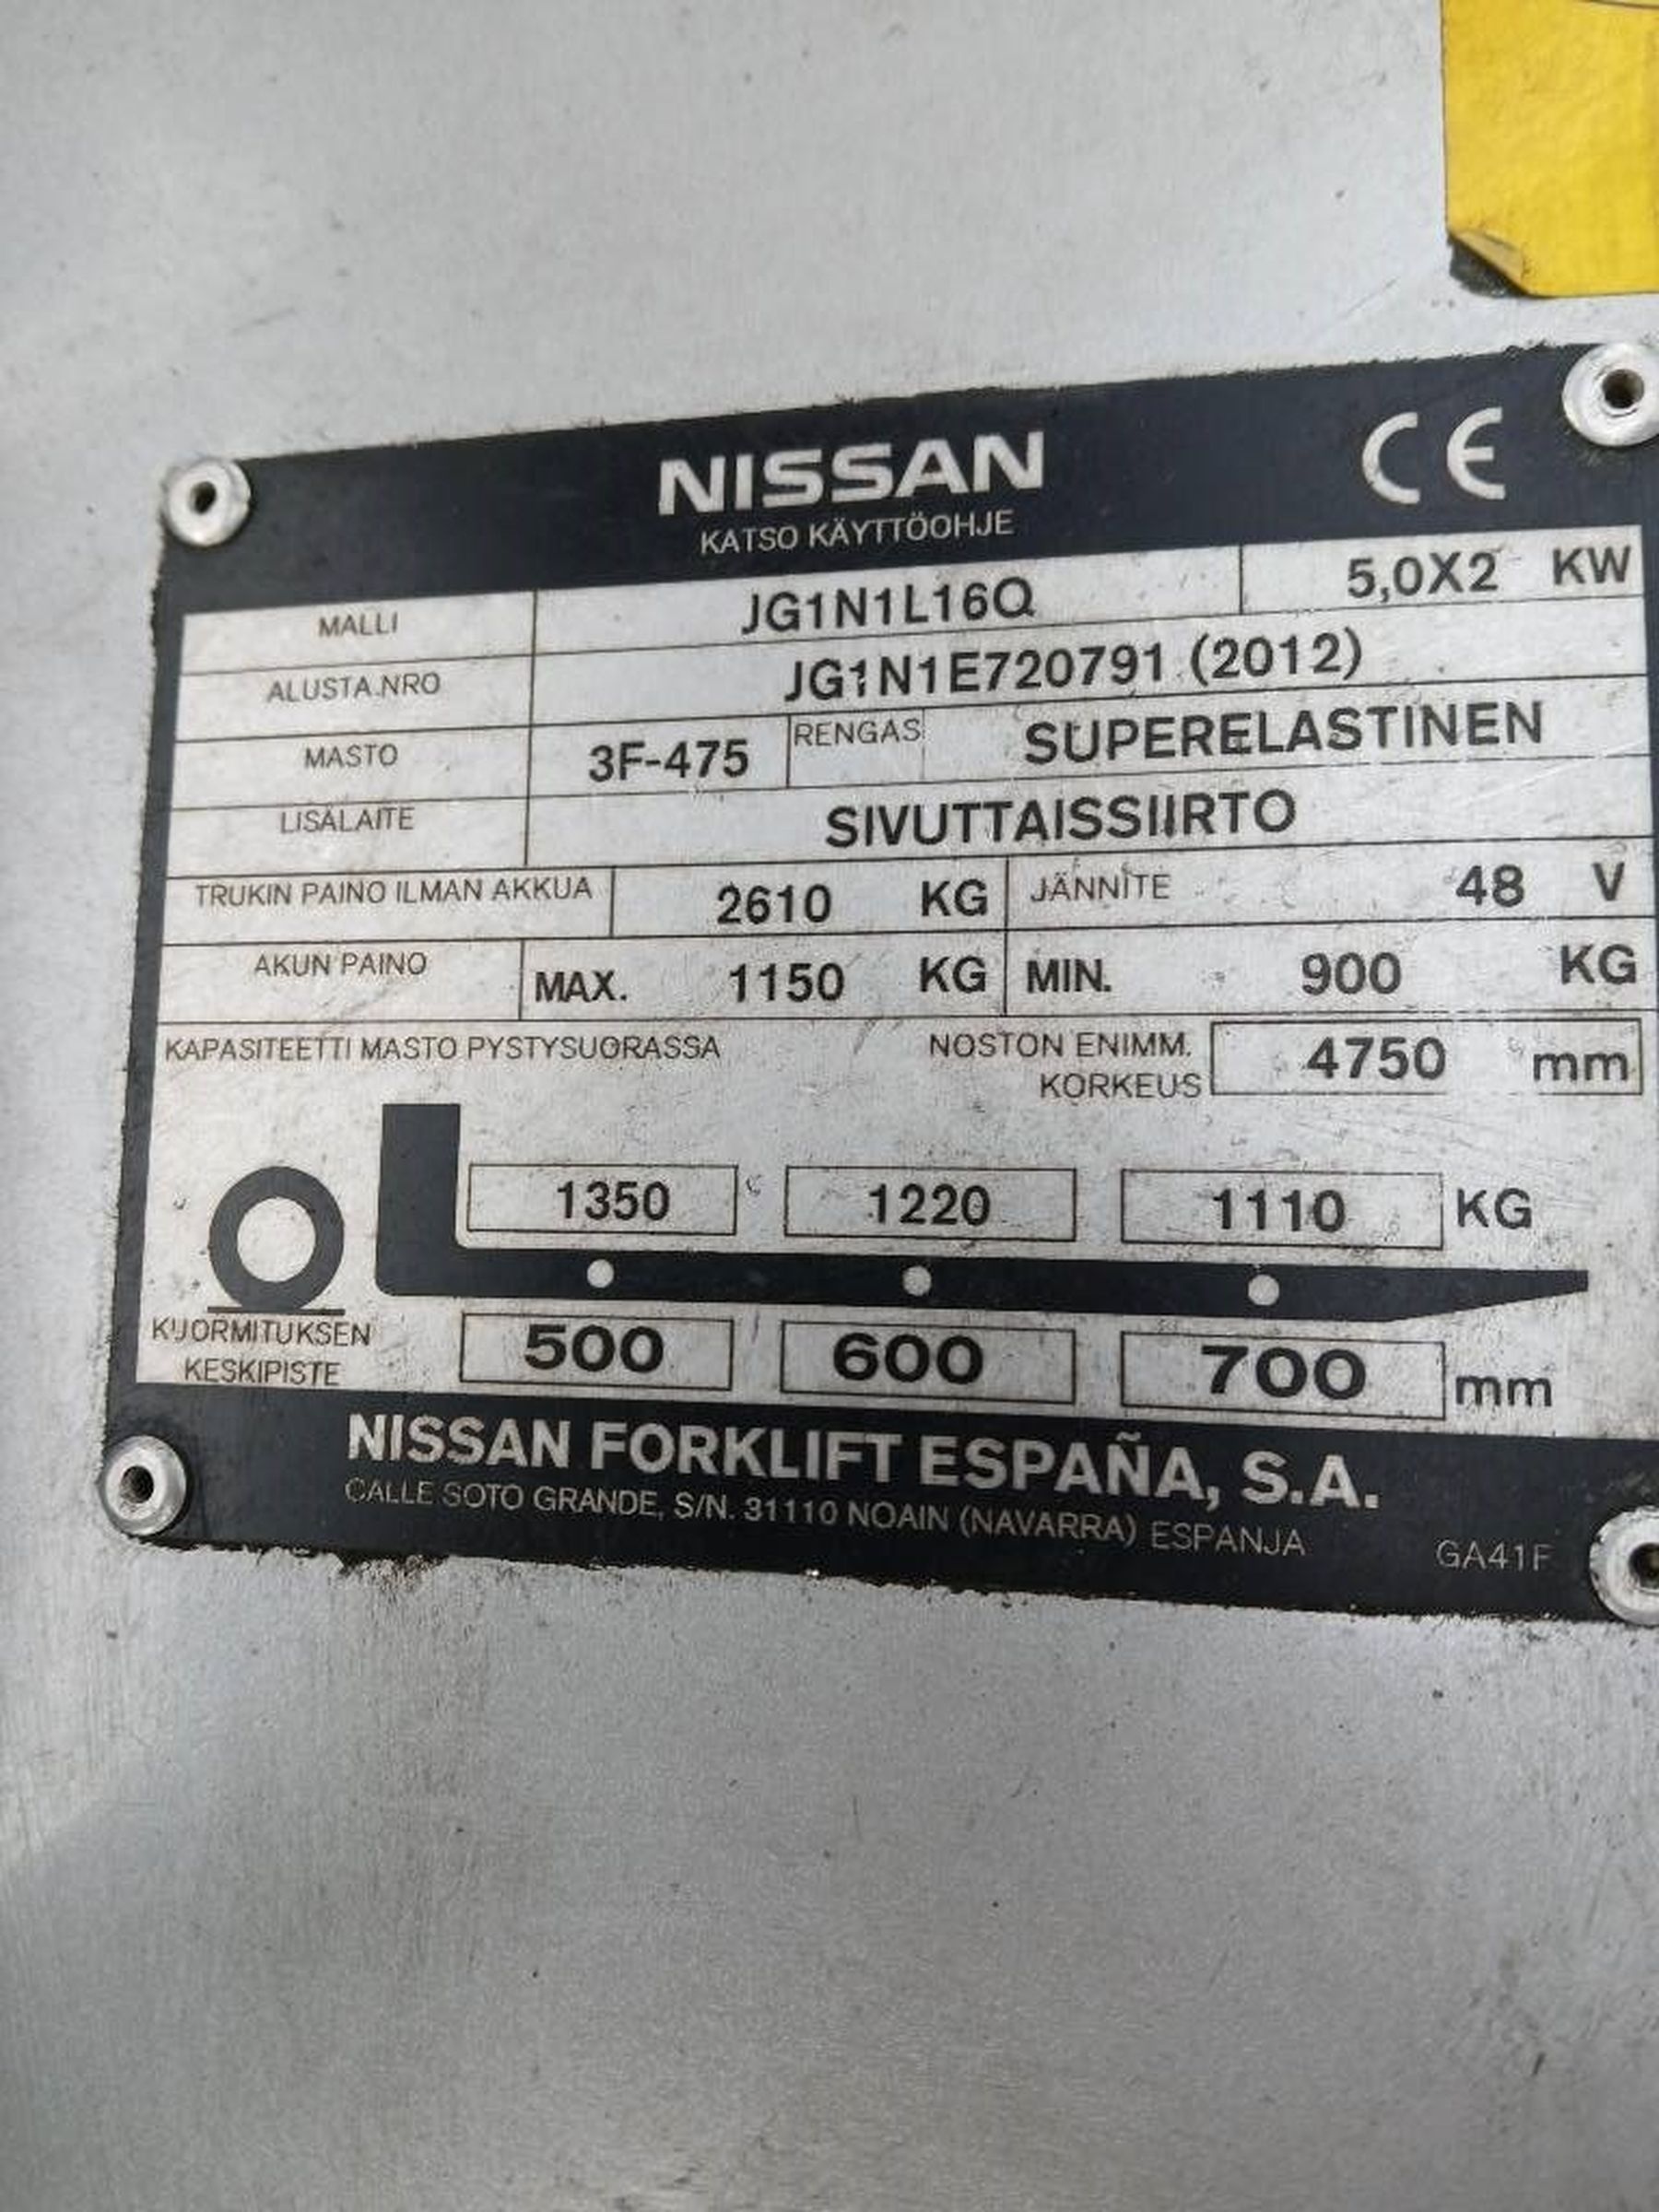 NISSAN CE
KATSO KÄYTTÖOHJE
MALLI JG1N1L16Q 5,0X2 KW
ALUSTA.NRO JG1N1E720791 (2012)
MASTO 3F-475 RENGAS SUPERELASTINEN
LISÄLAITE SIVUTTAISSIIRTO
TRUKIN PAINO ILMAN AKKUA 2610 KG JÄNNITE 48 V
AKUN PAINO MAX. 1150 KG MIN. 900 KG
KAPASITEETTI MASTO PYSTYSUORASSA NOSTON ENIMM. KORKEUS 4750 mm
1350 1220 1110 KG
KUORMITUKSEN KESKIPISTE 500 600 700 mm
NISSAN FORKLIFT ESPAÑA, S.A.
CALLE SOTO GRANDE, S/N. 31110 NOAIN (NAVARRA) ESPANJA GA41F